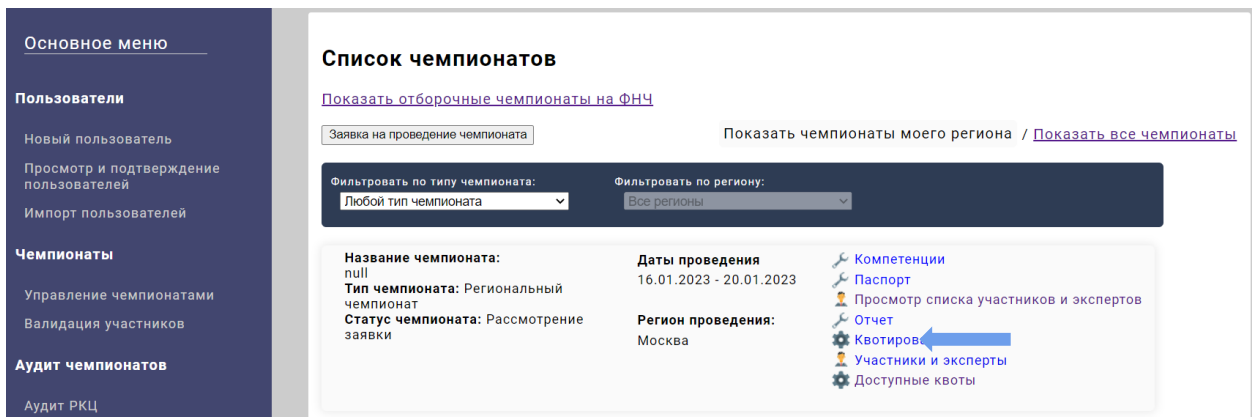 Основное меню
Пользователи
Новый пользователь
Просмотр и подтверждение
пользователей
Импорт пользователей
Чемпионаты
Управление чемпионатами
Валидация участников
Аудит чемпионатов
Аудит РКЦ
Список чемпионатов
Показать отборочные чемпионаты на ФНЧ
Заявка на проведение чемпионата
Показать чемпионаты моего региона / Показать все чемпионаты
Фильтровать по типу чемпионата:
Любой тип чемпионата
Фильтровать по региону:
Все регионы
Название чемпионата:
null
Тип чемпионата: Региональный
чемпионат
Статус чемпионата: Рассмотрение
заявки
Даты проведения
16.01.2023 - 20.01.2023
Регион проведения:
Москва
Компетенции
Паспорт
Просмотр списка участников и экспертов
Отчет
Участники и эксперты
Доступные квоты